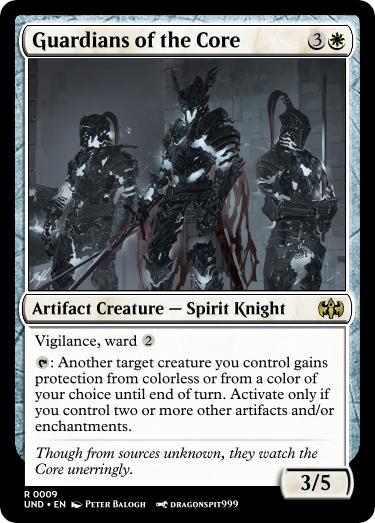 Guardians of the Core 3
Artifact Creature — Spirit Knight
Vigilance, ward 2
: Another target creature you control gains
protection from colorless or from a color of
your choice until end of turn. Activate only if
you control two or more other artifacts and/or
enchantments.
Though from sources unknown, they watch the
Core unerringly.
3/5
R 0009
UND • EN PETER BALOGH DRAGONSPIT999